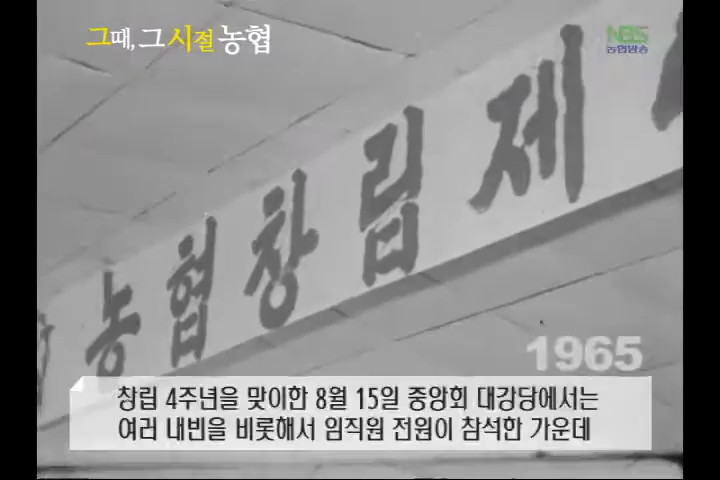 그때, 그 시절 농협
NBS
농협방송
농협창립제
1965
창립 4주년을 맞이한 8월 15일 중앙회 대강당에서는
여러 내빈을 비롯해서 임직원 전원이 참석한 가운데